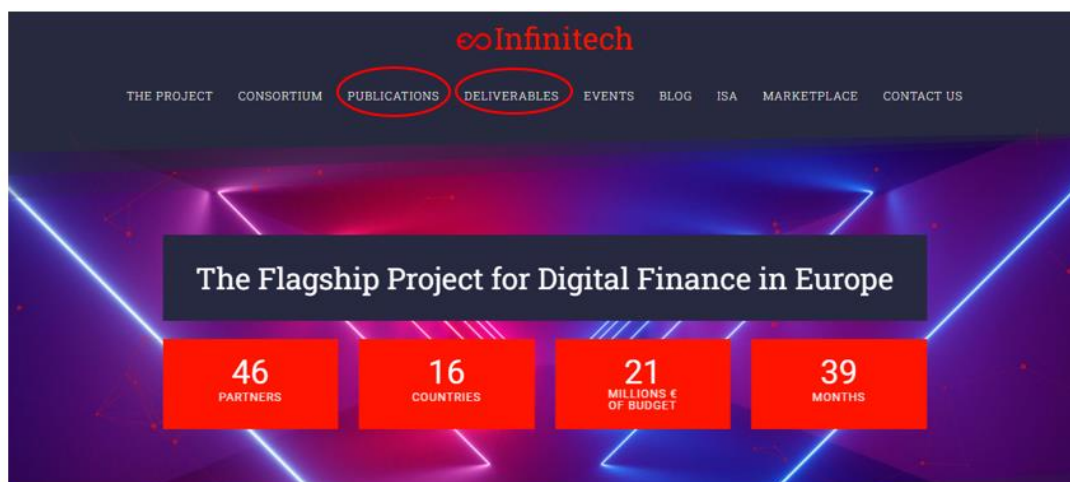 Infinitech
THE PROJECT CONSORTIUM PUBLICATIONS DELIVERABLES EVENTS BLOG ISA MARKETPLACE CONTACT US
The Flagship Project for Digital Finance in Europe
46 16 21 39
PARTNERS COUNTRIES MILLIONS € MONTHS
OF BUDGET